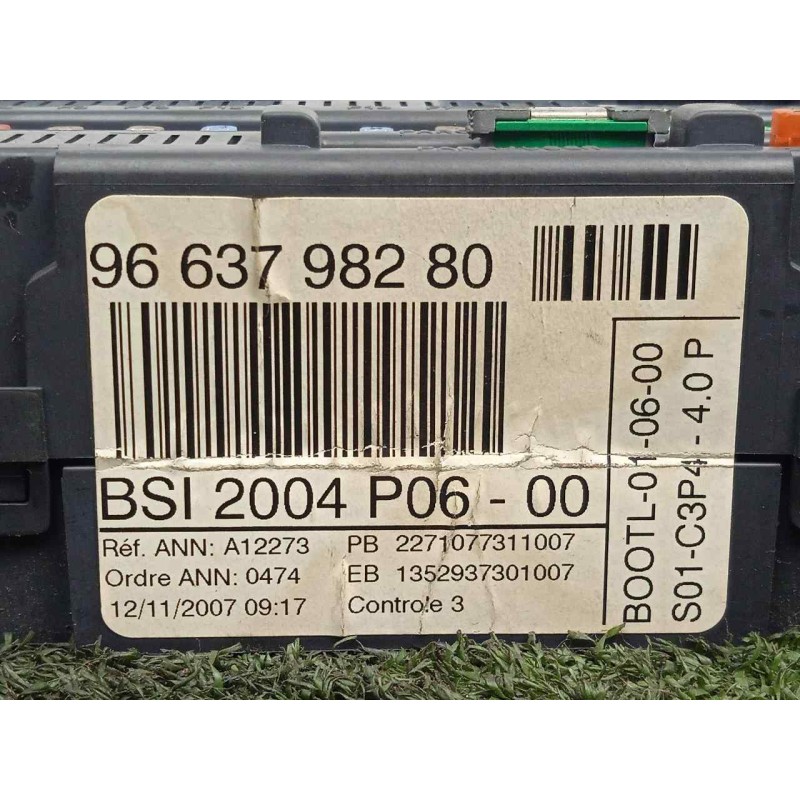 96 637 982 80
BSI 2004 P06 - 00
Réf. ANN: A12273 PB 2271077311007
Ordre ANN: 0474 EB 1352937301007
12/11/2007 09:17 Controle 3
BOOTL-01-06-00
S01-C3P4 - 4.0 P